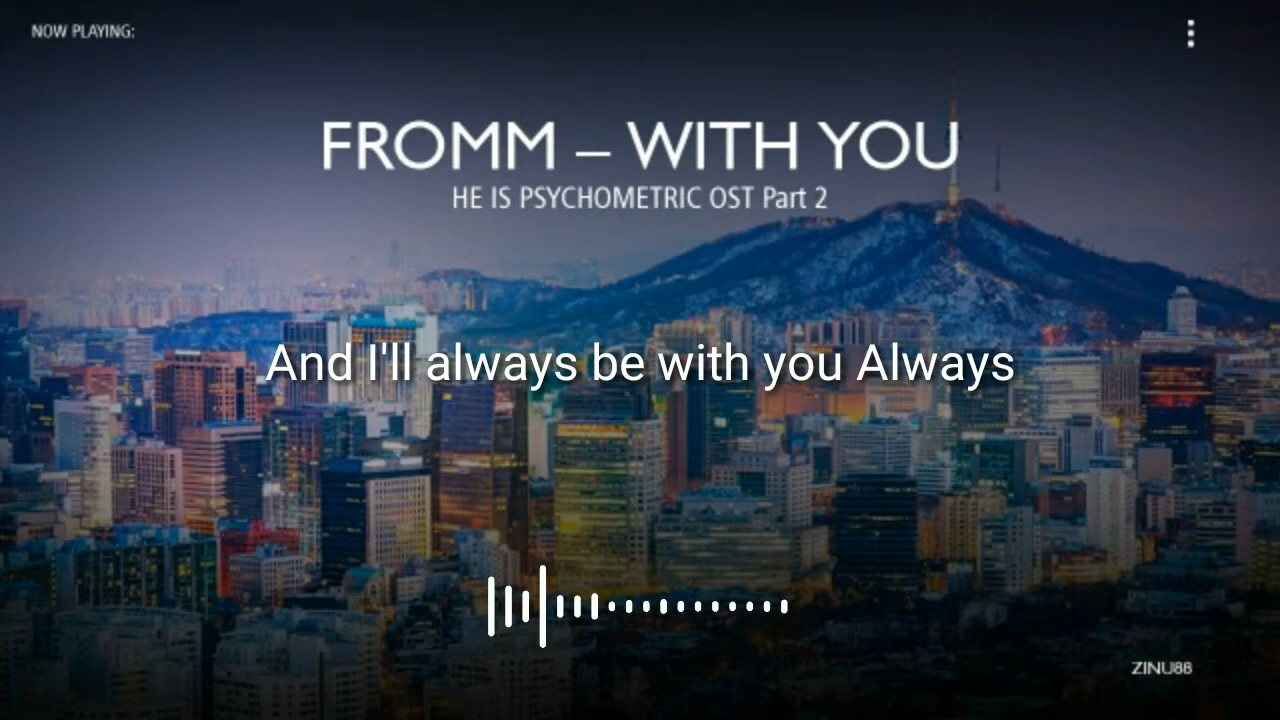 NOW PLAYING:
FROMM – WITH YOU
HE IS PSYCHOMETRIC OST Part 2
And I'll always be with you Always
ZINU88